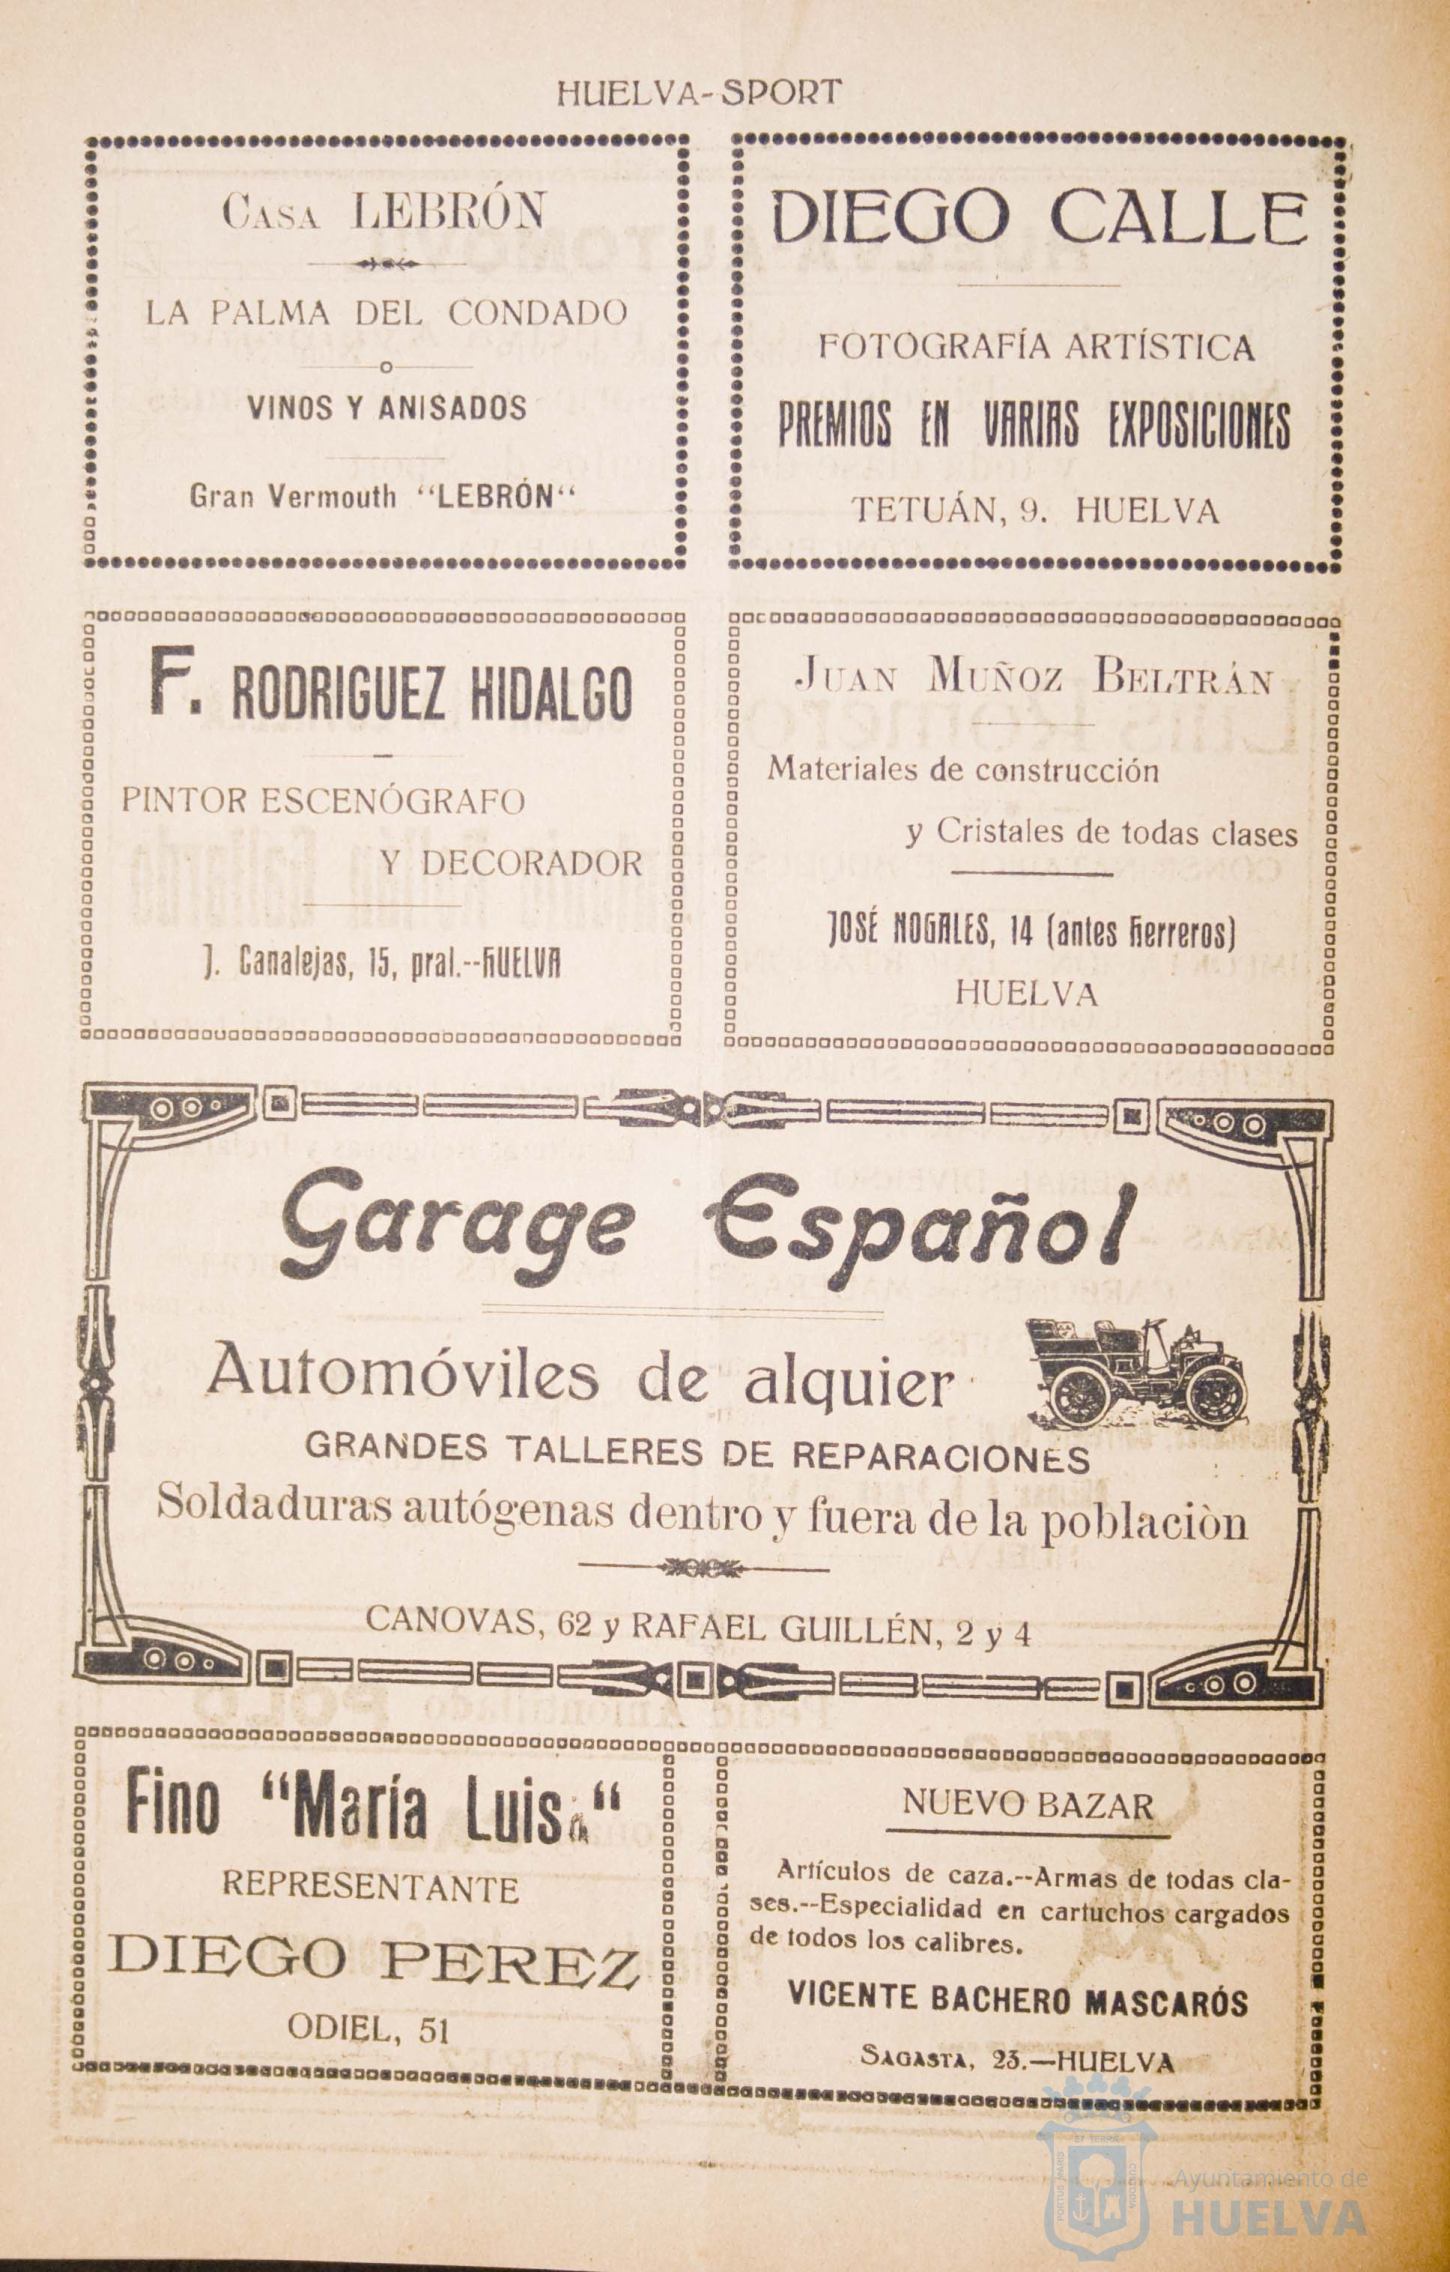 HUELVA-SPORT
CASA LEBRÓN
LA PALMA DEL CONDADO
VINOS Y ANISADOS
Gran Vermouth "LEBRÓN"
DIEGO CALLE
FOTOGRAFÍA ARTÍSTICA
PREMIOS EN VARIAS EXPOSICIONES
TETUÁN, 9. HUELVA
F. RODRIGUEZ HIDALGO
PINTOR ESCENÓGRAFO
Y DECORADOR
J. Canalejas, 15, pral.--HUELVA
JUAN MUÑOZ BELTRÁN
Materiales de construcción
y Cristales de todas clases
JOSÉ NOGALES, 14 (antes Herreros)
HUELVA
Garage Español
Automóviles de alquier
GRANDES TALLERES DE REPARACIONES
Soldaduras autógenas dentro y fuera de la poblaciòn
CANOVAS, 62 y RAFAEL GUILLÉN, 2 y 4
Fino "María Luisa"
REPRESENTANTE
DIEGO PEREZ
ODIEL, 51
NUEVO BAZAR
Artículos de caza.--Armas de todas cla-
ses.--Especialidad en cartuchos cargados
de todos los calibres.
VICENTE BACHERO MASCARÓS
SAGASTA, 23.—HUELVA
Ayuntamiento de
HUELVA